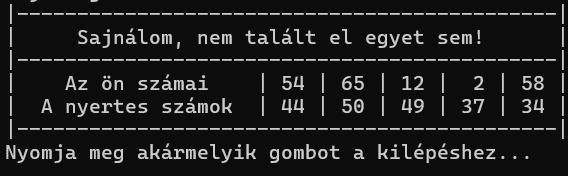 Sajnálom, nem talált el egyet sem!
Az ön számai | 54 | 65 | 12 | 2 | 58
A nyertes számok | 44 | 50 | 49 | 37 | 34
Nyomja meg akármelyik gombot a kilépéshez...